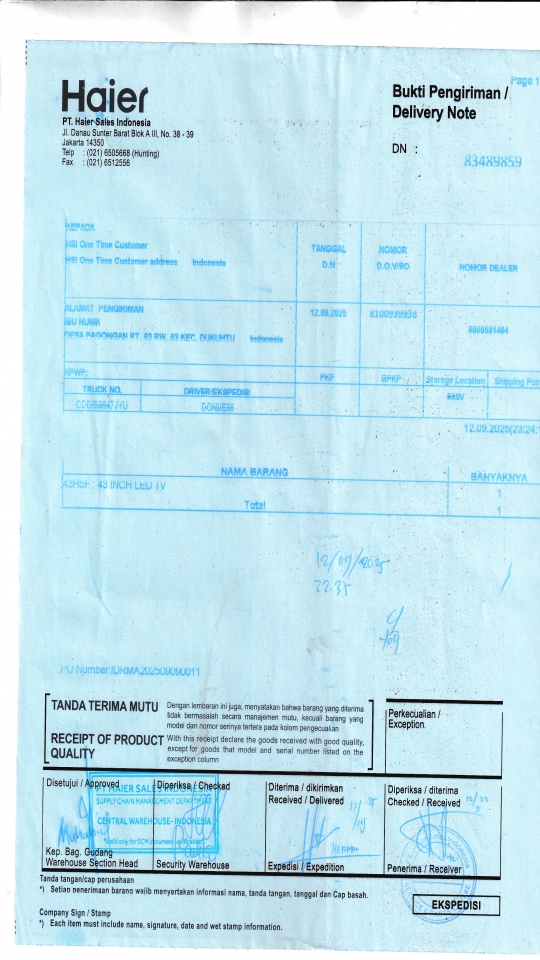 Page 1
Haier
Bukti Pengiriman /
Delivery Note
PT. Haier Sales Indonesia
Jl. Danau Sunter Barat Blok A III, No. 38 - 39
Jakarta 14350
Telp : (021) 6505668 (Hunting)
Fax : (021) 6512556
DN :
83489859
KEPADA
HSI One Time Customer
HSI One Time Customer address Indonesia
TANGGAL
D.N
NOMOR
D.O.V/SO
NOMOR DEALER
ALAMAT PENGIRIMAN
IBU NUNIK
DESA PAGONGAN RT. 03 RW. 03 KEC. DUKUHTU Indonesia
12.09.2025
8100939938
NPWP:
PKP
BPKP
Storage Location
Shipping Poin
TRUCK NO.
DRIVER/EKSPEDISI
12.09.2025(23:24:
NAMA BARANG
BANYAKNYA
43H5F : 43 INCH LED TV
1
Total
1
12/09/2025
22.35
PO Number:IDRMA202509090011
TANDA TERIMA MUTU
Dengan lembaran ini juga, menyatakan bahwa barang yang diterima
tidak bermasalah secara manajemen mutu, kecuali barang yang
model dan nomor serinya tertera pada kolom pengecualian
RECEIPT OF PRODUCT
QUALITY
With this receipt declare the goods received with good quality,
except for goods that model and serial number listed on the
exception column
Perkecualian /
Exception.
Disetujui / Approved
Diperiksa / Checked
Diterima / dikirimkan
Received / Delivered
Diperiksa / diterima
Checked / Received
PT HAIER SALES INDONESIA
SUPPLY CHAIN MANAGEMENT DEPARTMENT
CENTRAL WAREHOUSE- INDONESIA
*Valid only for SCM document verification*
Kep. Bag. Gudang
Warehouse Section Head
Security Warehouse
Expedisi / Expedition
Penerima / Receiver
Tanda tangan/cap perusahaan
*) Setian penerimaan barang wajib menyertakan informasi nama, tanda tangan, tanggal dan Cap basah.
EKSPEDISI
Company Sign / Stamp
*) Each item must include name, signature, date and wet stamp information.